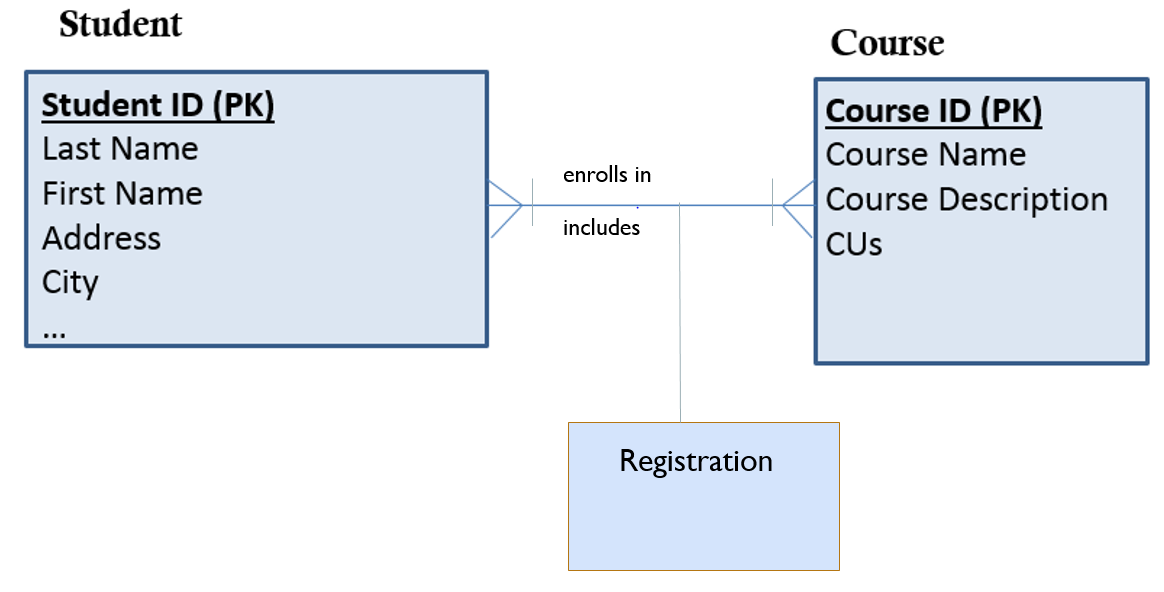 Student
Student ID (PK)
Last Name
First Name
Address
City
...
enrolls in
includes
Course
Course ID (PK)
Course Name
Course Description
CUs
Registration